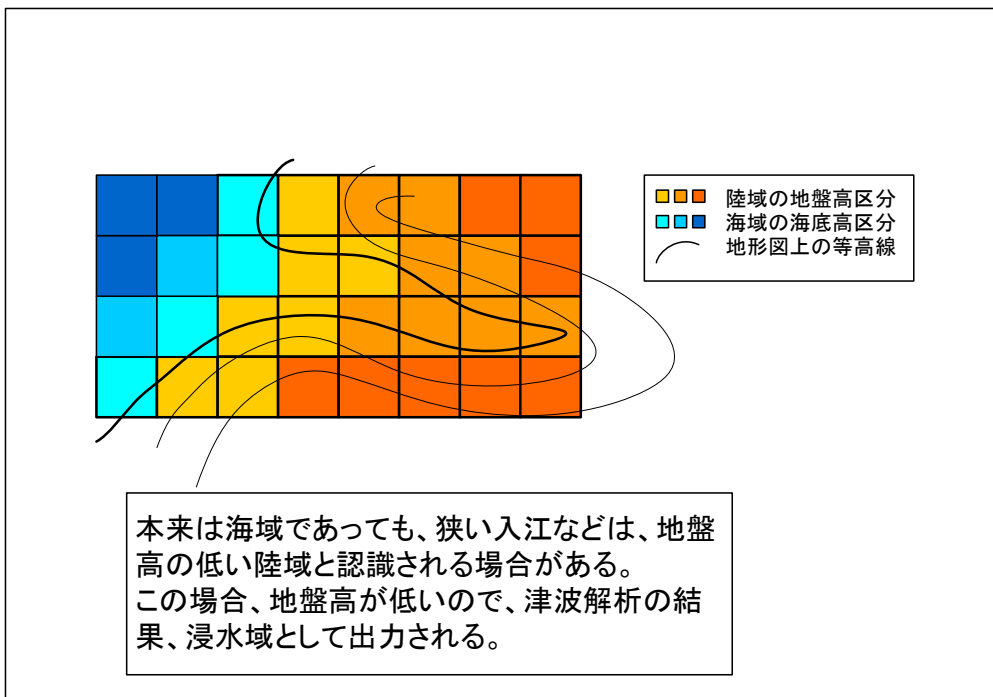 陸域の地盤高区分
海域の海底高区分
地形図上の等高線
本来は海域であっても、狭い入江などは、地盤
高の低い陸域と認識される場合がある。
この場合、地盤高が低いので、津波解析の結
果、浸水域として出力される。